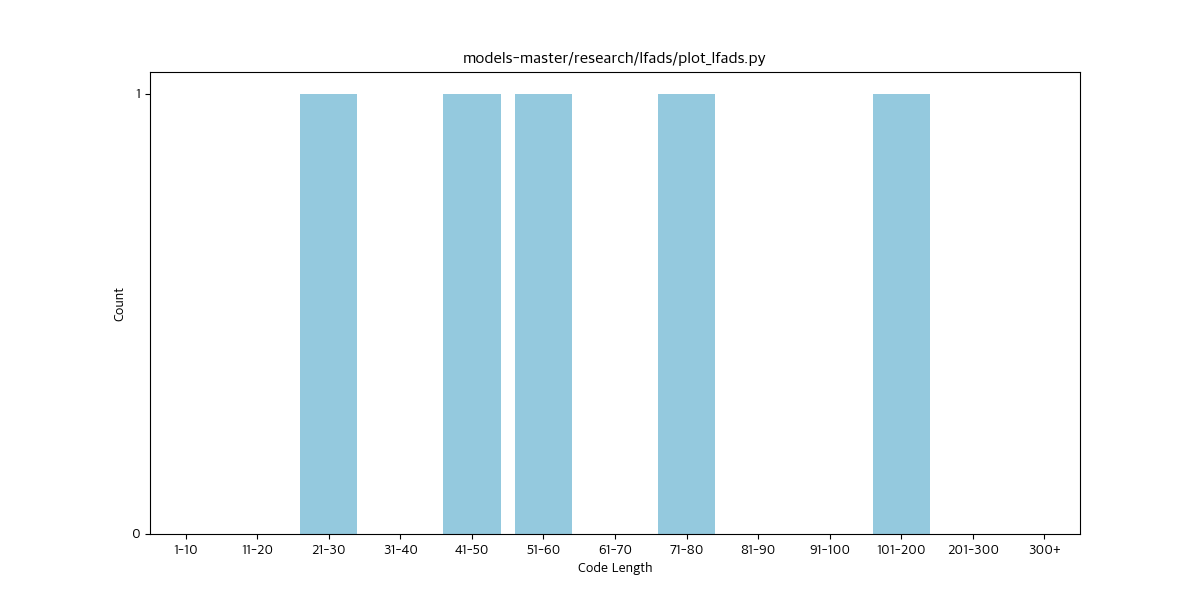 models-master/research/lfads/plot_lfads.py
Count
1
0
1-10 11-20 21-30 31-40 41-50 51-60 61-70 71-80 81-90 91-100 101-200 201-300 300+
Code Length